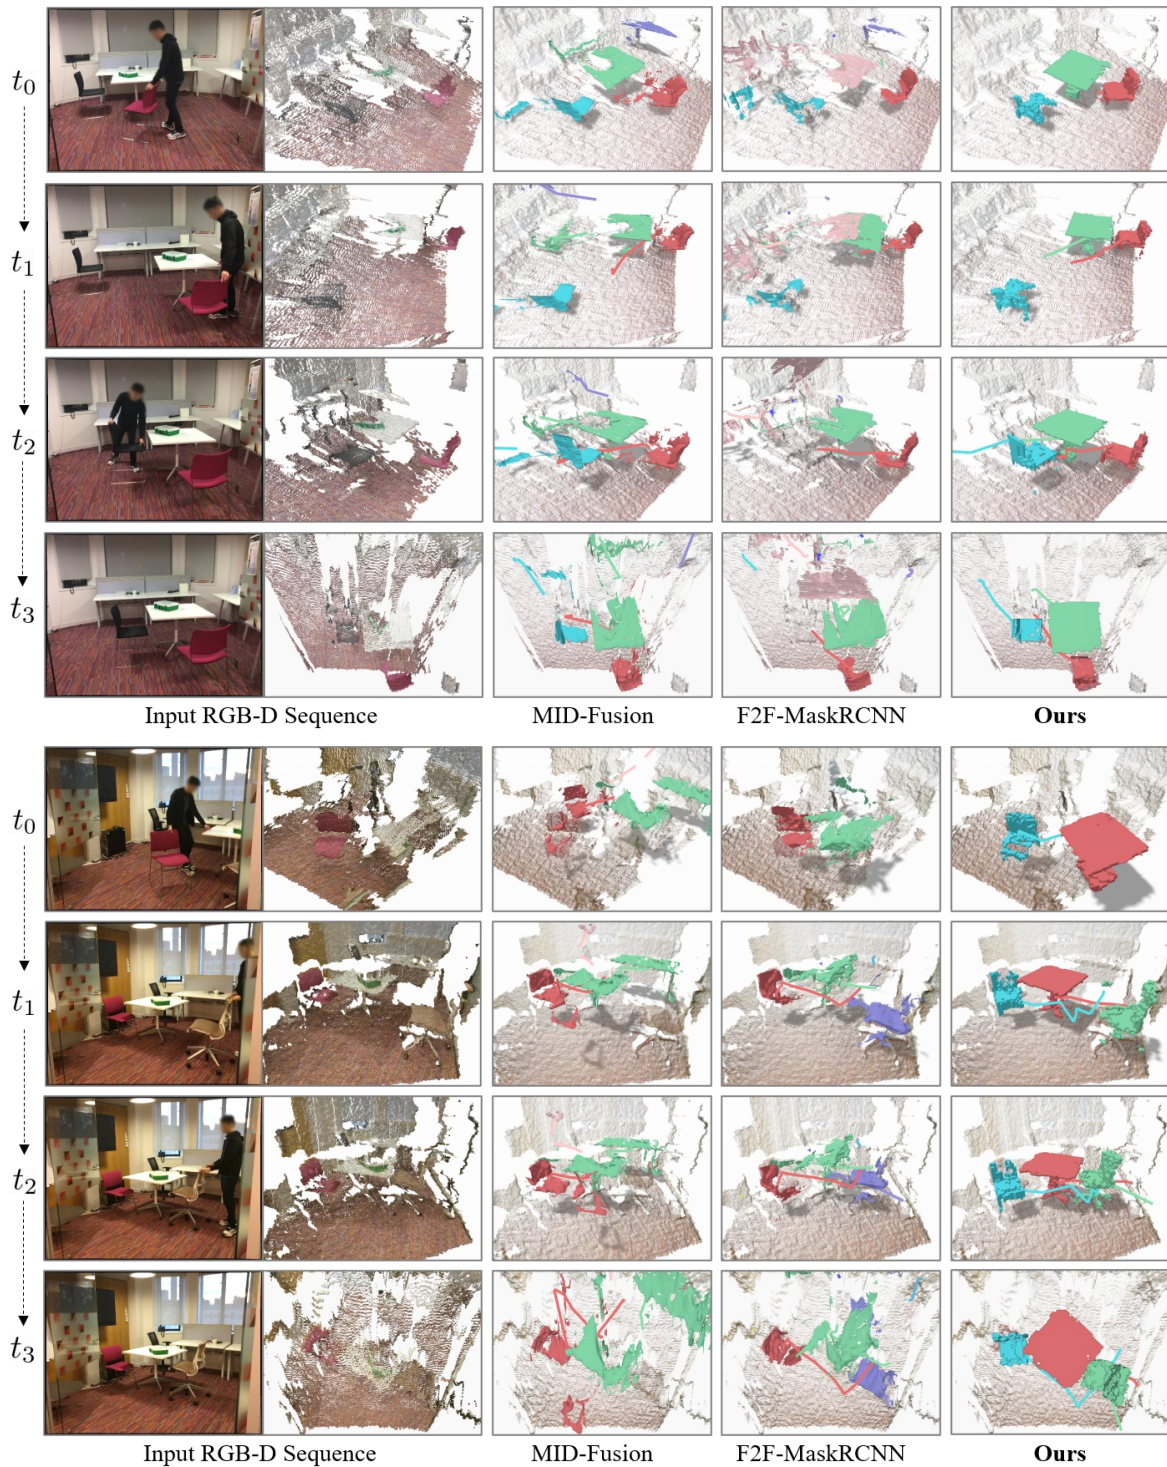 t0
t1
t2
t3
Input RGB-D Sequence MID-Fusion F2F-MaskRCNN Ours
t0
t1
t2
t3
Input RGB-D Sequence MID-Fusion F2F-MaskRCNN Ours